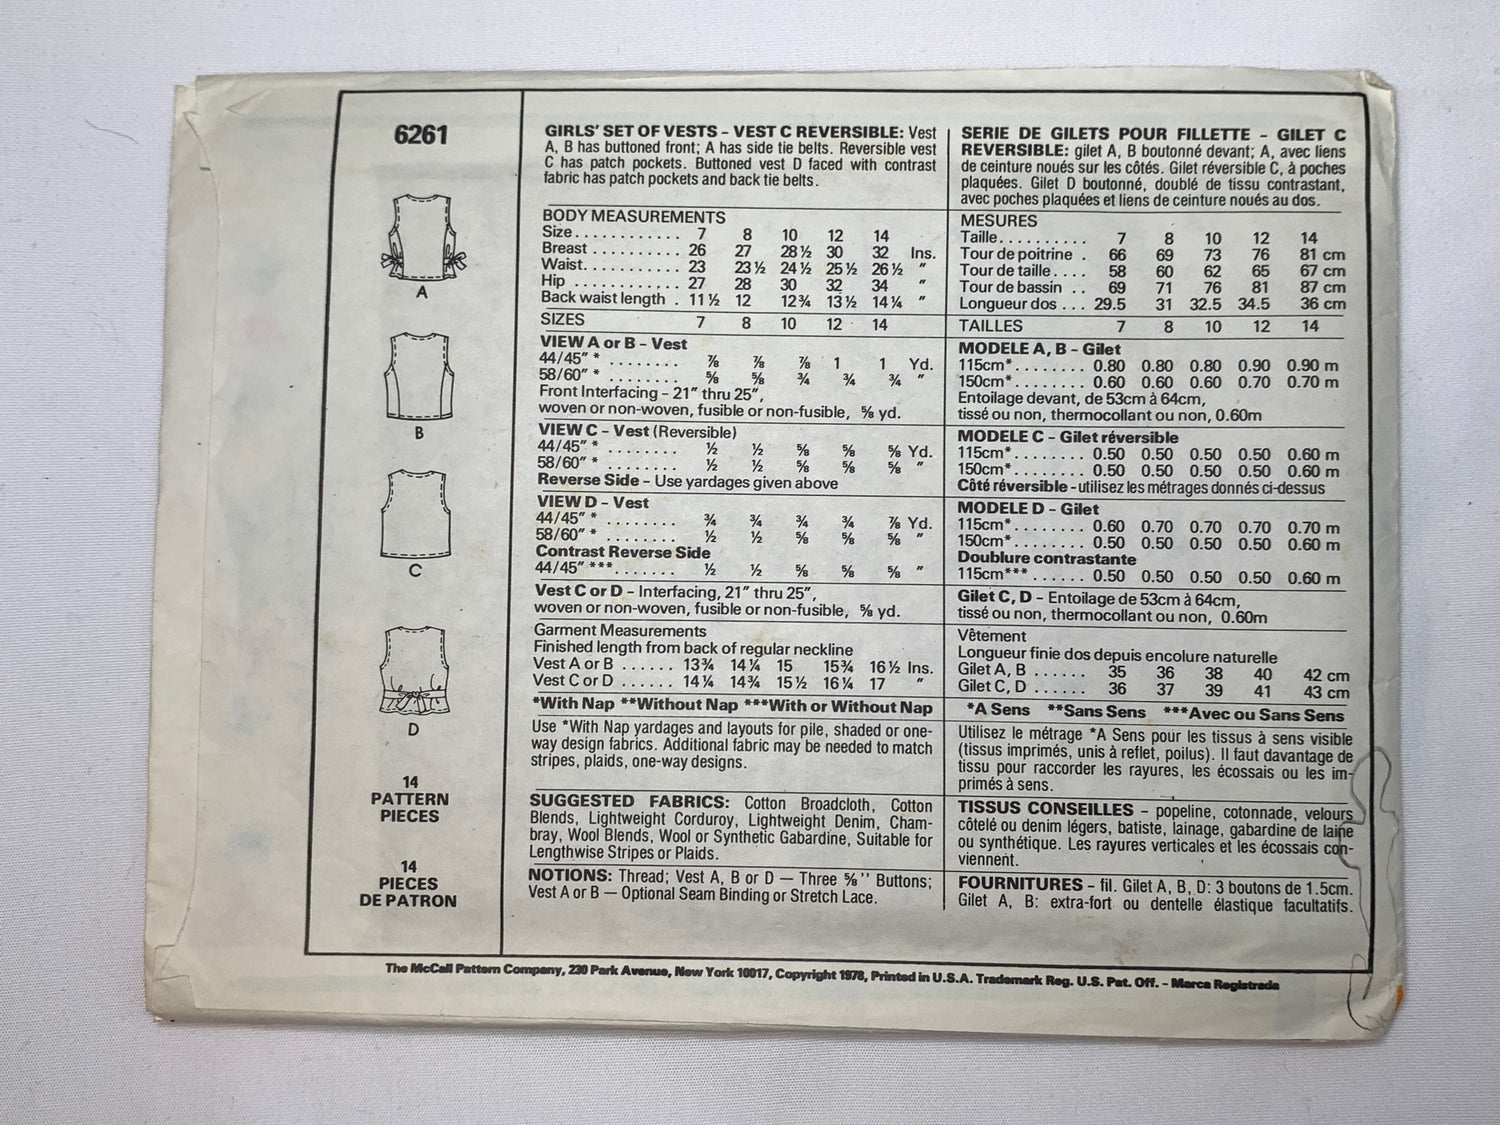 6261
A
B
C
D
14
PATTERN
PIECES
14
PIECES
DE PATRON
GIRLS' SET OF VESTS – VEST C REVERSIBLE: Vest
A, B has buttoned front; A has side tie belts. Reversible vest
C has patch pockets. Buttoned vest D faced with contrast
fabric has patch pockets and back tie belts.
BODY MEASUREMENTS
Size............ 7 8 10 12 14
Breast .......... 26 27 28½ 30 32 Ins.
Waist........... 23 23½ 24½ 25½ 26½ "
Hip ............ 27 28 30 32 34 "
Back waist length . 11½ 12 12¾ 13½ 14¼ "
SIZES 7 8 10 12 14
VIEW A or B – Vest
44/45" * ........ ⅞ ⅞ ⅞ 1 1 Yd.
58/60" * ........ ⅝ ⅝ ¾ ¾ ¾ "
Front Interfacing – 21" thru 25",
woven or non-woven, fusible or non-fusible, ⅝ yd.
VIEW C – Vest (Reversible)
44/45" * ........ ½ ½ ⅝ ⅝ ⅝ Yd.
58/60" * ........ ½ ½ ⅝ ⅝ ⅝ "
Reverse Side – Use yardages given above
VIEW D – Vest
44/45" * ........ ¾ ¾ ¾ ¾ ⅞ Yd.
58/60" * ........ ½ ½ ⅝ ⅝ ⅝ "
Contrast Reverse Side
44/45" ***....... ½ ½ ⅝ ⅝ ⅝ "
Vest C or D – Interfacing, 21" thru 25",
woven or non-woven, fusible or non-fusible, ⅝ yd.
Garment Measurements
Finished length from back of regular neckline
Vest A or B ...... 13¾ 14¼ 15 15¾ 16½ Ins.
Vest C or D ...... 14¼ 14¾ 15½ 16¼ 17 "
*With Nap **Without Nap ***With or Without Nap
Use *With Nap yardages and layouts for pile, shaded or one-
way design fabrics. Additional fabric may be needed to match
stripes, plaids, one-way designs.
SUGGESTED FABRICS: Cotton Broadcloth, Cotton
Blends, Lightweight Corduroy, Lightweight Denim, Cham-
bray, Wool Blends, Wool or Synthetic Gabardine, Suitable for
Lengthwise Stripes or Plaids.
NOTIONS: Thread; Vest A, B or D — Three ⅝'' Buttons;
Vest A or B — Optional Seam Binding or Stretch Lace.
SERIE DE GILETS POUR FILLETTE – GILET C
REVERSIBLE: gilet A, B boutonné devant; A, avec liens
de ceinture noués sur les côtés. Gilet réversible C, à poches
plaquées. Gilet D boutonné, doublé de tissu contrastant,
avec poches plaquées et liens de ceinture noués au dos.
MESURES
Taille.......... 7 8 10 12 14
Tour de poitrine . 66 69 73 76 81 cm
Tour de taille.... 58 60 62 65 67 cm
Tour de bassin .. 69 71 76 81 87 cm
Longueur dos ... 29.5 31 32.5 34.5 36 cm
TAILLES 7 8 10 12 14
MODELE A, B – Gilet
115cm*........ 0.80 0.80 0.80 0.90 0.90 m
150cm*........ 0.60 0.60 0.60 0.70 0.70 m
Entoilage devant, de 53cm à 64cm,
tissé ou non, thermocollant ou non, 0.60m
MODELE C – Gilet réversible
115cm*........ 0.50 0.50 0.50 0.50 0.60 m
150cm*........ 0.50 0.50 0.50 0.50 0.60 m
Côté réversible – utilisez les métrages donnés ci-dessus
MODELE D – Gilet
115cm*........ 0.60 0.70 0.70 0.70 0.70 m
150cm*........ 0.50 0.50 0.50 0.50 0.60 m
Doublure contrastante
115cm*** ...... 0.50 0.50 0.50 0.50 0.60 m
Gilet C, D – Entoilage de 53cm à 64cm,
tissé ou non, thermocollant ou non, 0.60m
Vêtement
Longueur finie dos depuis encolure naturelle
Gilet A, B ...... 35 36 38 40 42 cm
Gilet C, D ...... 36 37 39 41 43 cm
*A Sens **Sans Sens ***Avec ou Sans Sens
Utilisez le métrage *A Sens pour les tissus à sens visible
(tissus imprimés, unis à reflet, poilus). Il faut davantage de
tissu pour raccorder les rayures, les écossais ou les im-
primés à sens.
TISSUS CONSEILLES – popeline, cotonnade, velours
côtelé ou denim légers, batiste, lainage, gabardine de laine
ou synthétique. Les rayures verticales et les écossais con-
viennent.
FOURNITURES – fil. Gilet A, B, D: 3 boutons de 1.5cm.
Gilet A, B: extra-fort ou dentelle élastique facultatifs.
The McCall Pattern Company, 230 Park Avenue, New York 10017, Copyright 1978, Printed in U.S.A. Trademark Reg. U.S. Pat. Off. – Marca Registrada